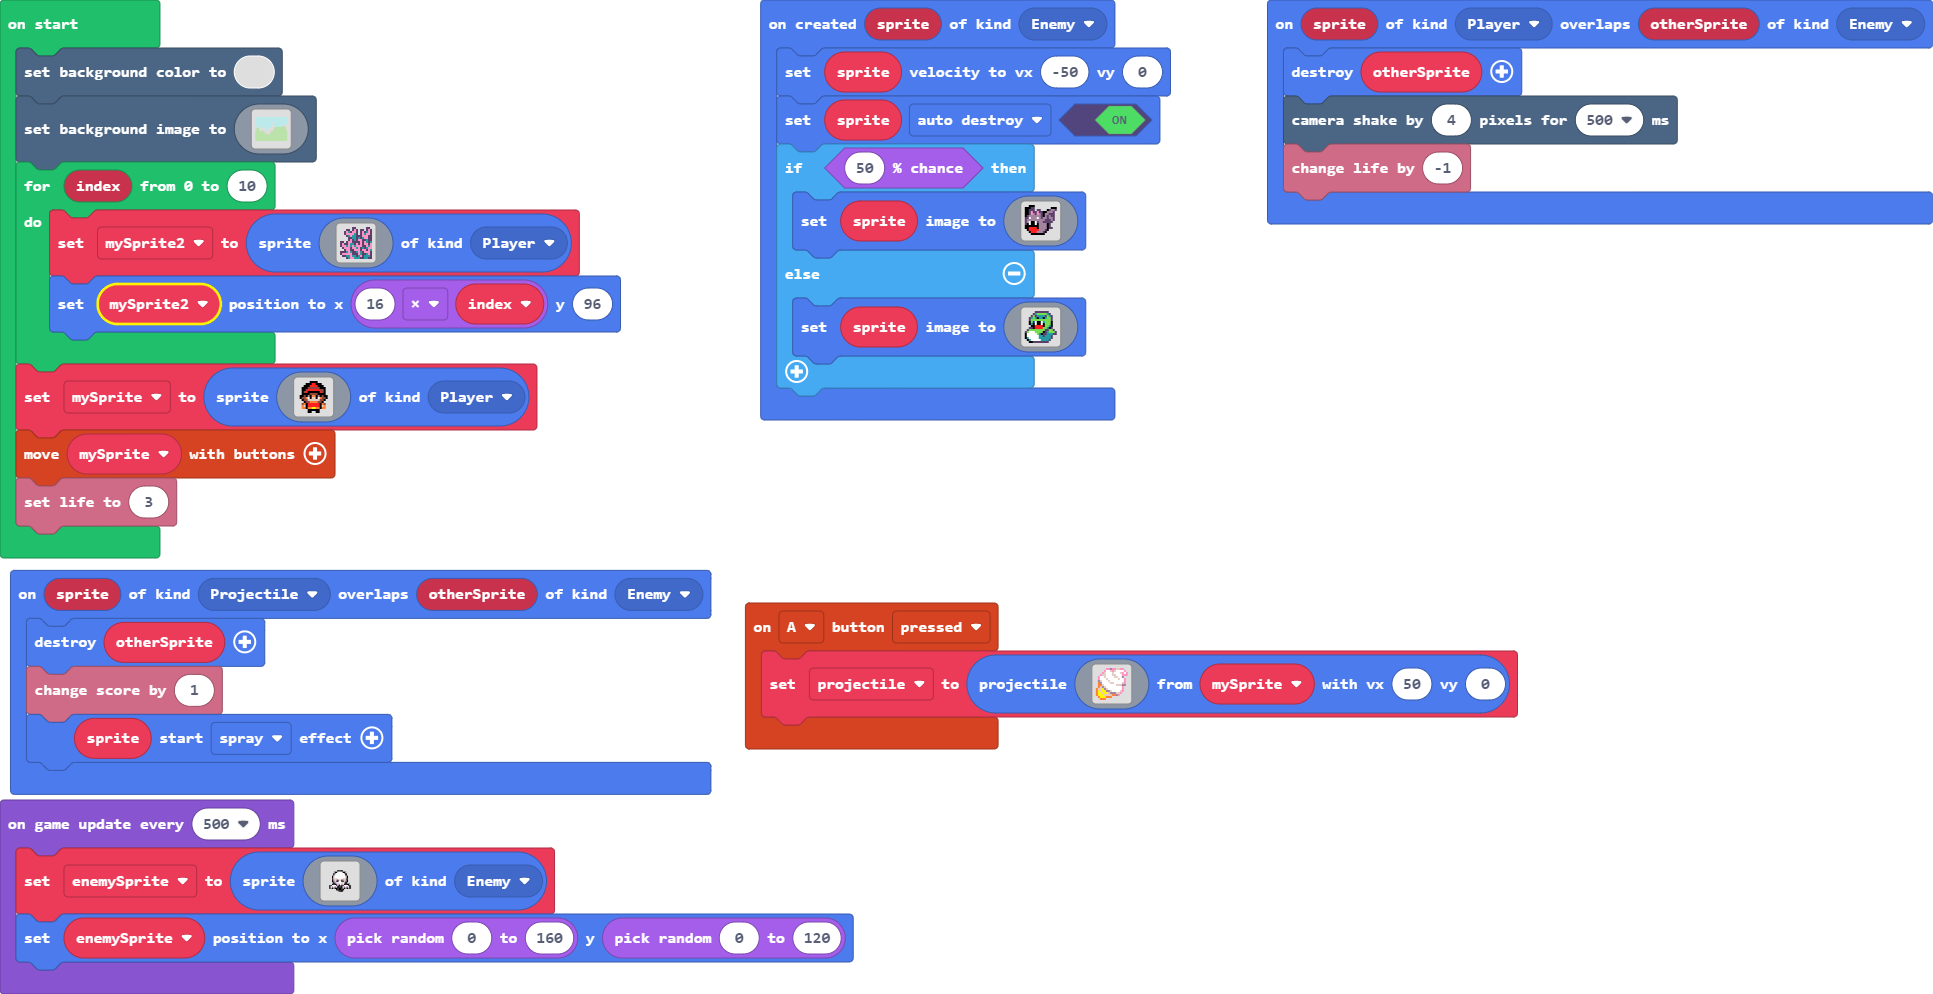 on start
set background color to
set background image to
for index from 0 to 10
do
set mySprite2 to sprite of kind Player
set mySprite2 position to x 16 × index y 96
set mySprite to sprite of kind Player
move mySprite with buttons
set life to 3
on created sprite of kind Enemy
set sprite velocity to vx -50 vy 0
set sprite auto destroy ON
if 50 % chance then
set sprite image to
else
set sprite image to
on sprite of kind Player overlaps otherSprite of kind Enemy
destroy otherSprite
camera shake by 4 pixels for 500 ms
change life by -1
on sprite of kind Projectile overlaps otherSprite of kind Enemy
destroy otherSprite
change score by 1
sprite start spray effect
on A button pressed
set projectile to projectile from mySprite with vx 50 vy 0
on game update every 500 ms
set enemySprite to sprite of kind Enemy
set enemySprite position to x pick random 0 to 160 y pick random 0 to 120